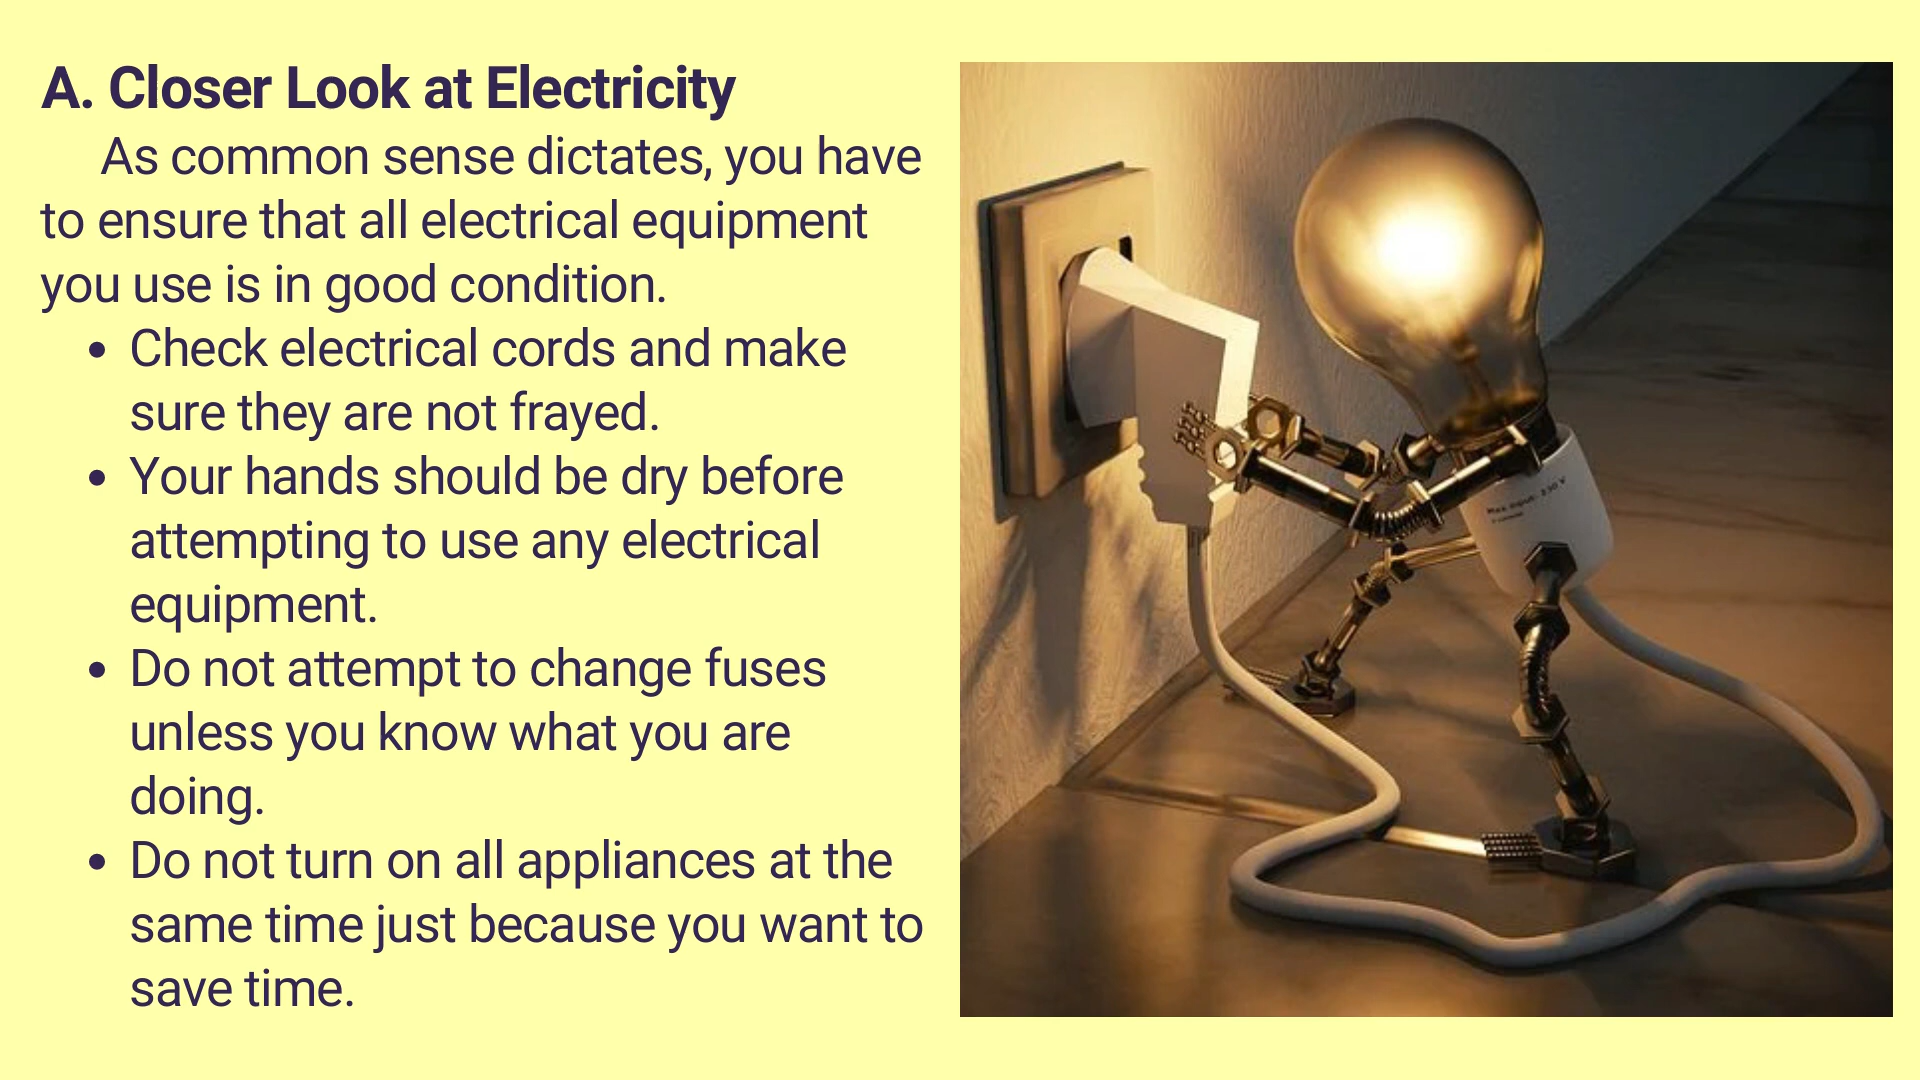 A. Closer Look at Electricity
As common sense dictates, you have
to ensure that all electrical equipment
you use is in good condition.
• Check electrical cords and make
sure they are not frayed.
• Your hands should be dry before
attempting to use any electrical
equipment.
• Do not attempt to change fuses
unless you know what you are
doing.
• Do not turn on all appliances at the
same time just because you want to
save time.
Max input: 230 V